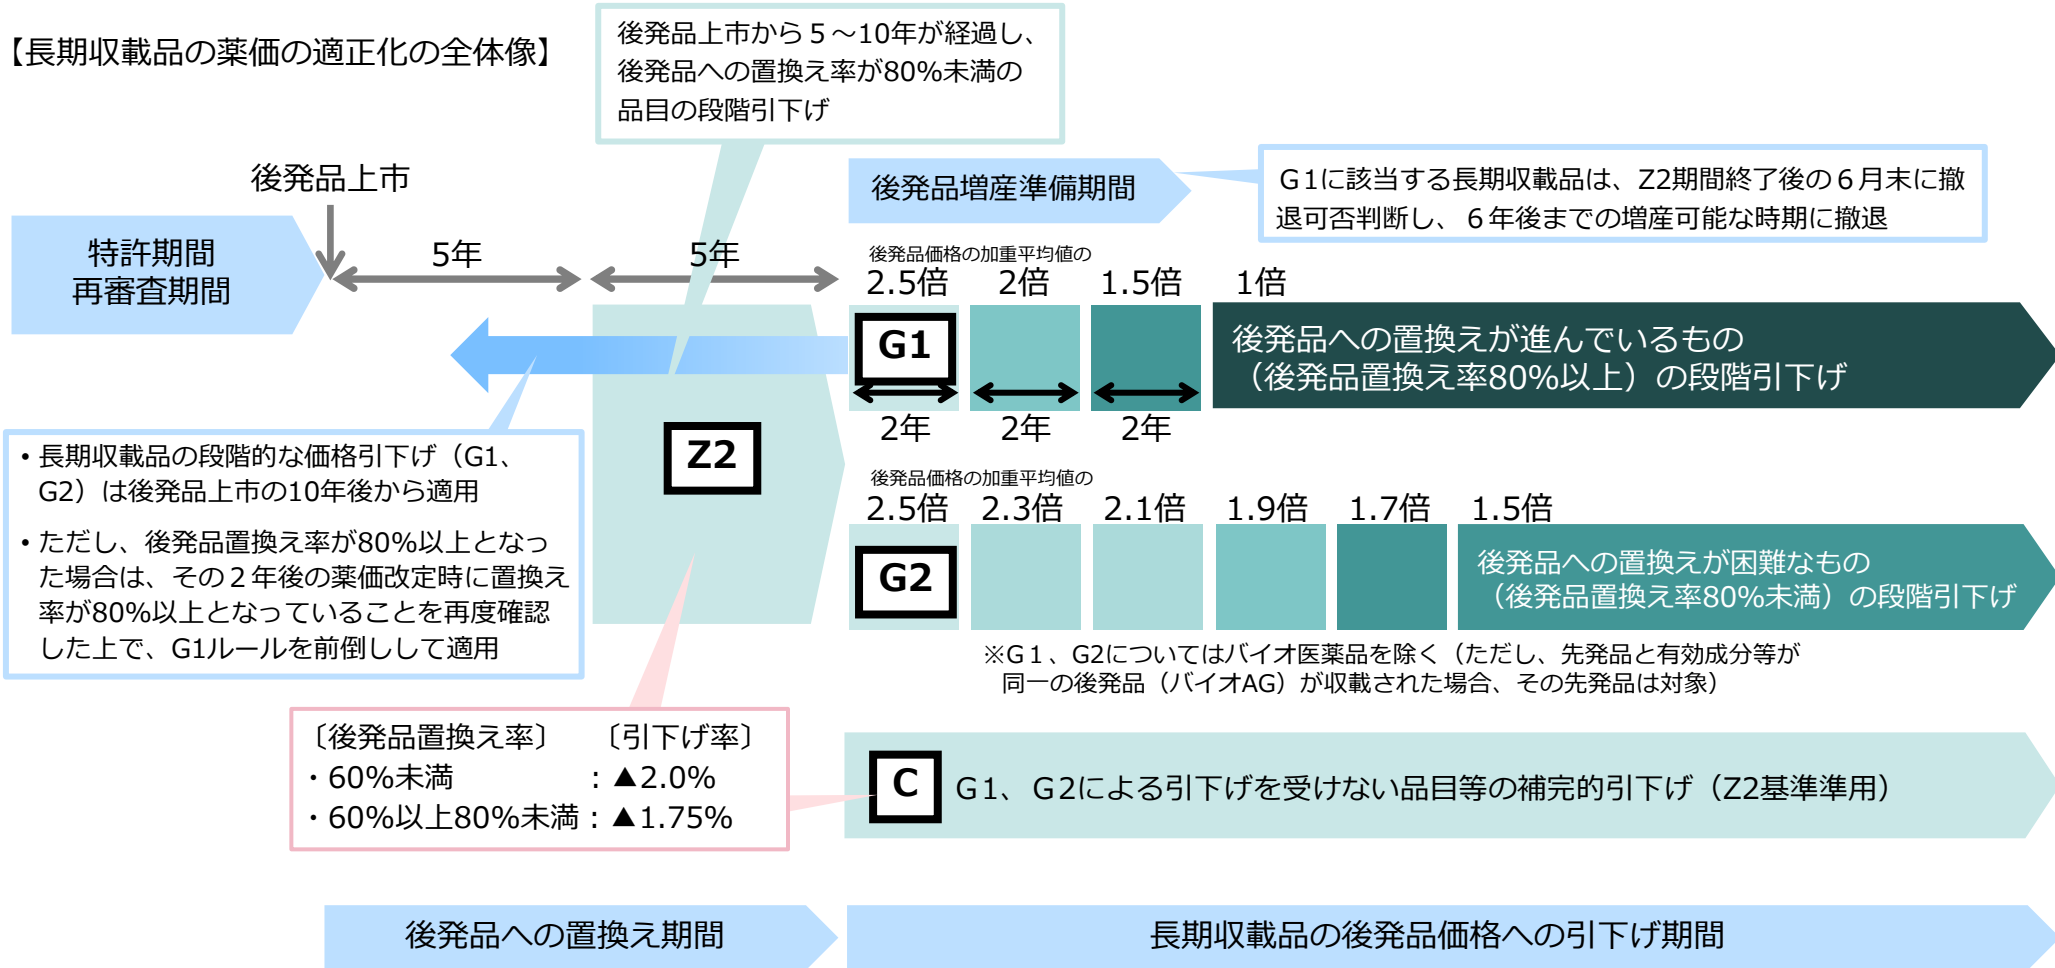 【長期収載品の薬価の適正化の全体像】
後発品上市から５～10年が経過し、
後発品への置換え率が80%未満の
品目の段階引下げ
後発品上市
特許期間
再審査期間
5年
5年
後発品増産準備期間
Ｇ1に該当する長期収載品は、Z2期間終了後の６月末に撤
退可否判断し、６年後までの増産可能な時期に撤退
後発品価格の加重平均値の
2.5倍 2倍 1.5倍 1倍
G1
後発品への置換えが進んでいるもの
（後発品置換え率80%以上）の段階引下げ
2年 2年 2年
Z2
・長期収載品の段階的な価格引下げ（G1、
G2）は後発品上市の10年後から適用
・ただし、後発品置換え率が80%以上となっ
た場合は、その２年後の薬価改定時に置換え
率が80%以上となっていることを再度確認
した上で、G1ルールを前倒しして適用
後発品価格の加重平均値の
2.5倍 2.3倍 2.1倍 1.9倍 1.7倍 1.5倍
G2
後発品への置換えが困難なもの
（後発品置換え率80%未満）の段階引下げ
※G１、G2についてはバイオ医薬品を除く（ただし、先発品と有効成分等が
同一の後発品（バイオAG）が収載された場合、その先発品は対象）
〔後発品置換え率〕 〔引下げ率〕
・60%未満 : ▲2.0%
・60%以上80%未満 : ▲1.75%
C
Ｇ1、Ｇ2による引下げを受けない品目等の補完的引下げ（Z2基準準用）
後発品への置換え期間
長期収載品の後発品価格への引下げ期間